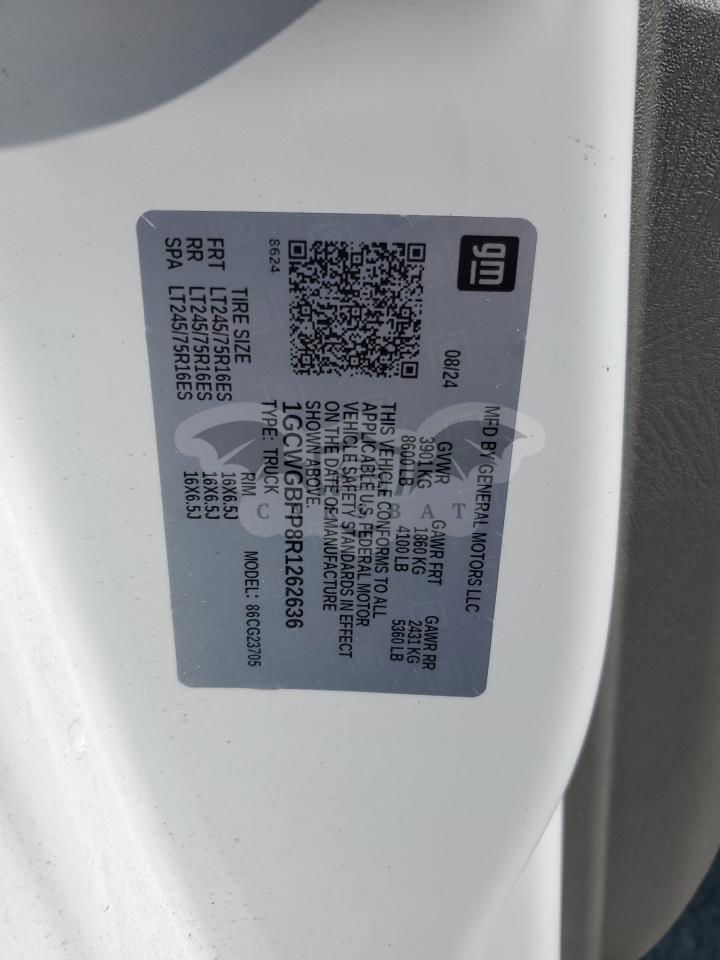 gm
MFD BY GENERAL MOTORS LLC
08/24 GVWR GAWR FRT GAWR RR
3901 KG 1860 KG 2431 KG
8600 LB 4100 LB 5360 LB
THIS VEHICLE CONFORMS TO ALL
APPLICABLE U.S. FEDERAL MOTOR
VEHICLE SAFETY STANDARDS IN EFFECT
ON THE DATE OF MANUFACTURE
SHOWN ABOVE.
1GCWGBFP8R1262636
8624 TYPE: TRUCK MODEL: 86CG23705
TIRE SIZE RIM
FRT LT245/75R16ES 16X6.5J
RR LT245/75R16ES 16X6.5J
SPA LT245/75R16ES 16X6.5J